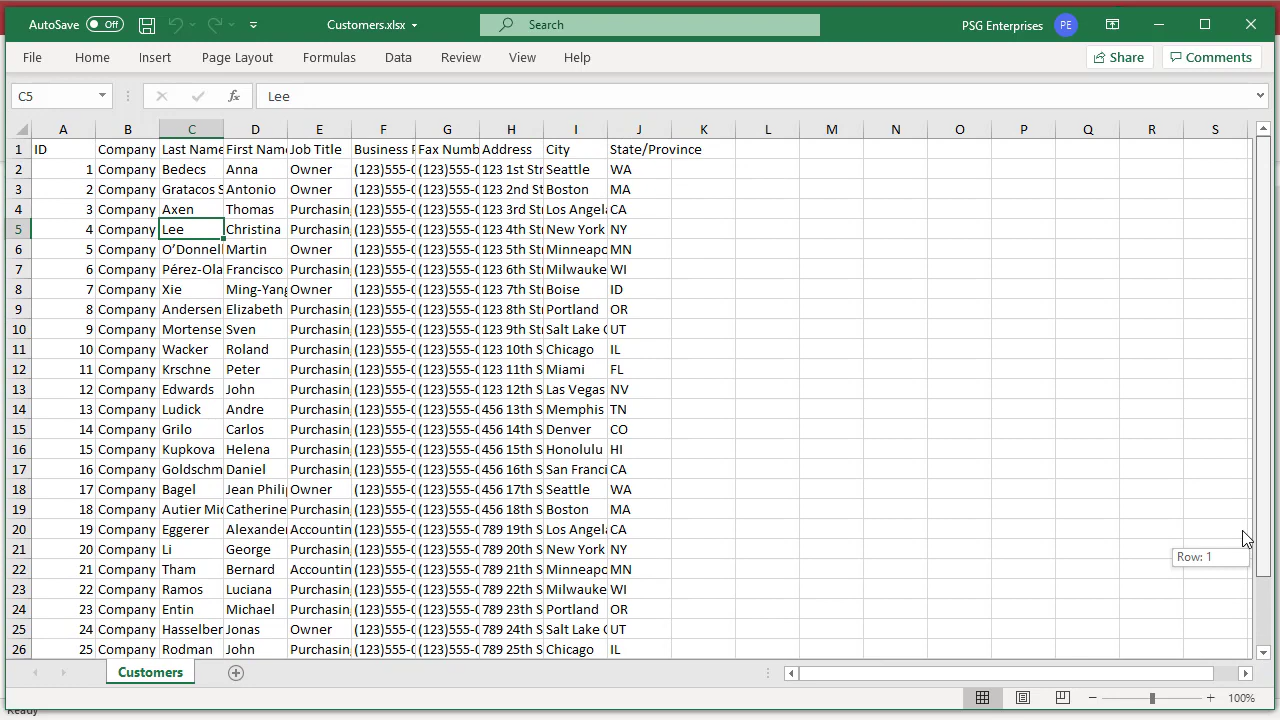 AutoSave Off Customers.xlsx Search PSG Enterprises PE
File Home Insert Page Layout Formulas Data Review View Help Share Comments
C5 fx Lee
A B C D E F G H I J K L M N O P Q R S
1 ID Company Last Name First Nam Job Title Business P Fax Numb Address City State/Province
2 1 Company Bedecs Anna Owner (123)555-0 (123)555-0 123 1st Str Seattle WA
3 2 Company Gratacos S Antonio Owner (123)555-0 (123)555-0 123 2nd St Boston MA
4 3 Company Axen Thomas Purchasin (123)555-0 (123)555-0 123 3rd Str Los Angel CA
5 4 Company Lee Christina Purchasin (123)555-0 (123)555-0 123 4th Str New York NY
6 5 Company O’Donnell Martin Owner (123)555-0 (123)555-0 123 5th Str Minneapo MN
7 6 Company Pérez-Ola Francisco Purchasin (123)555-0 (123)555-0 123 6th Str Milwauke WI
8 7 Company Xie Ming-Yang Owner (123)555-0 (123)555-0 123 7th Str Boise ID
9 8 Company Andersen Elizabeth Purchasin (123)555-0 (123)555-0 123 8th Str Portland OR
10 9 Company Mortense Sven Purchasin (123)555-0 (123)555-0 123 9th Str Salt Lake C UT
11 10 Company Wacker Roland Purchasin (123)555-0 (123)555-0 123 10th S Chicago IL
12 11 Company Krschne Peter Purchasin (123)555-0 (123)555-0 123 11th S Miami FL
13 12 Company Edwards John Purchasin (123)555-0 (123)555-0 123 12th S Las Vegas NV
14 13 Company Ludick Andre Purchasin (123)555-0 (123)555-0 456 13th S Memphis TN
15 14 Company Grilo Carlos Purchasin (123)555-0 (123)555-0 456 14th S Denver CO
16 15 Company Kupkova Helena Purchasin (123)555-0 (123)555-0 456 15th S Honolulu HI
17 16 Company Goldschm Daniel Purchasin (123)555-0 (123)555-0 456 16th S San Franci CA
18 17 Company Bagel Jean Phili Owner (123)555-0 (123)555-0 456 17th S Seattle WA
19 18 Company Autier Mic Catherine Purchasin (123)555-0 (123)555-0 456 18th S Boston MA
20 19 Company Eggerer Alexander Accountin (123)555-0 (123)555-0 789 19th S Los Angel CA
21 20 Company Li George Purchasin (123)555-0 (123)555-0 789 20th S New York NY
22 21 Company Tham Bernard Accountin (123)555-0 (123)555-0 789 21th S Minneapo MN
23 22 Company Ramos Luciana Purchasin (123)555-0 (123)555-0 789 22th S Milwauke WI
24 23 Company Entin Michael Purchasin (123)555-0 (123)555-0 789 23th S Portland OR
25 24 Company Hasselber Jonas Owner (123)555-0 (123)555-0 789 24th S Salt Lake C UT
26 25 Company Rodman John Purchasin (123)555-0 (123)555-0 789 25th S Chicago IL
Row: 1
Customers
100%
Ready